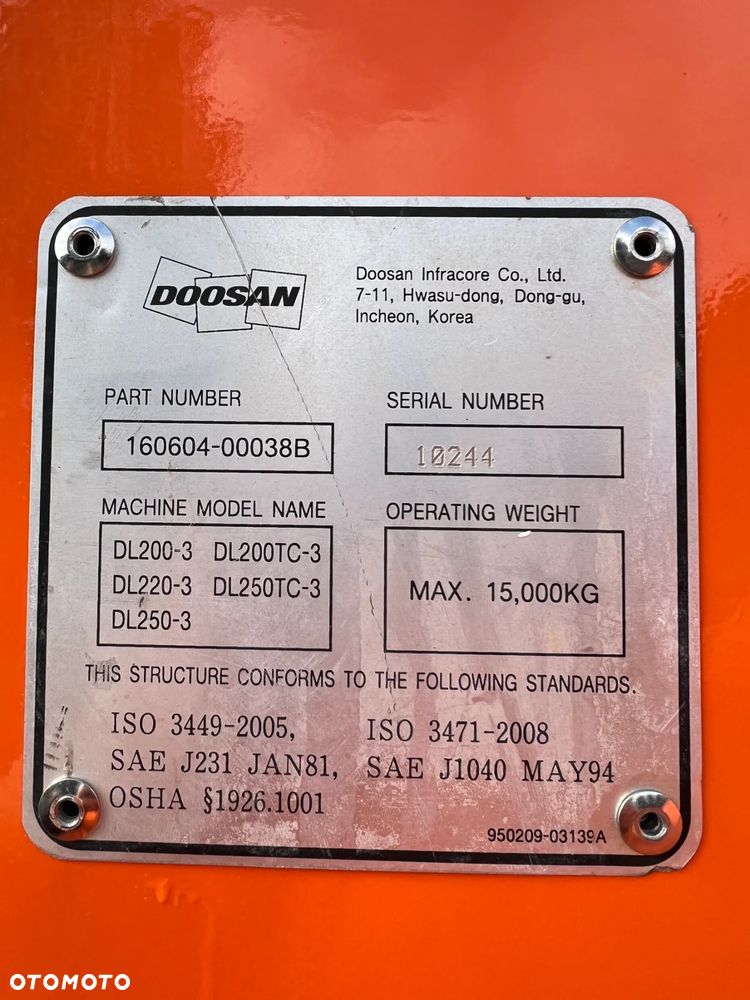 DOOSAN
Doosan Infracore Co., Ltd.
7-11, Hwasu-dong, Dong-gu,
Incheon, Korea
PART NUMBER
160604-00038B
SERIAL NUMBER
10244
MACHINE MODEL NAME
DL200-3 DL200TC-3
DL220-3 DL250TC-3
DL250-3
OPERATING WEIGHT
MAX. 15,000KG
THIS STRUCTURE CONFORMS TO THE FOLLOWING STANDARDS.
ISO 3449-2005, ISO 3471-2008
SAE J231 JAN81, SAE J1040 MAY94
OSHA §1926.1001
950209-03139A
OTOMOTO